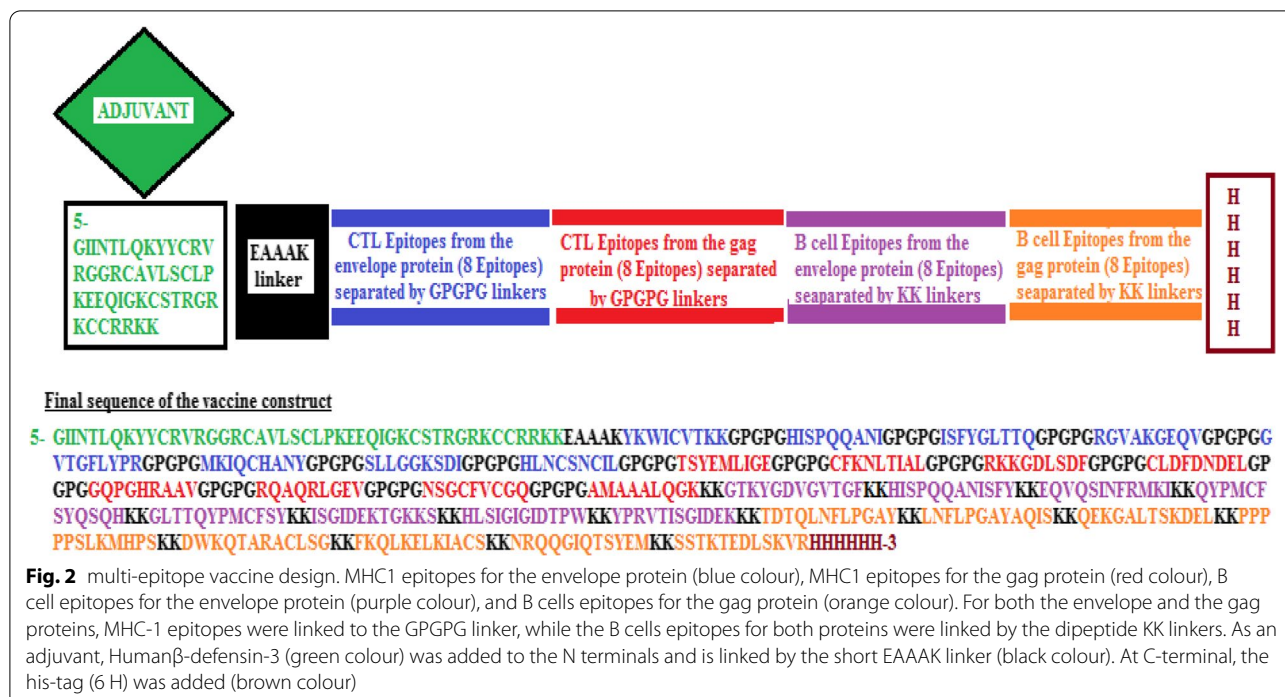 ADJUVANT
5-
GIINTLQKYYCRV
RGGRCAVLSCLP
KEEQIGKCSTRGR
KCCRRKK
EAAAK
linker
CTL Epitopes from the
envelope protein (8 Epitopes)
separated by GPGPG linkers
CTL Epitopes from the gag
protein (8 Epitopes) separated
by GPGPG linkers
B cell Epitopes from the
envelope protein (8 Epitopes)
seaparated by KK linkers
B cell Epitopes from the
gag protein (8 Epitopes)
seaparated by KK linkers
H
H
H
H
H
H
Final sequence of the vaccine construct
5- GIINTLQKYYCRVRGGRCAVLSCLPKEEQIGKCSTRGRKCCRRKKEAAAKYKWICVTKKGPGPGHISPQQANIGPGPGISFYGLTTQGPGPGRGVAKGEQVGPGPGG
VTGFLYPRGPGPGMKIQCHANYGPGPGSLLGGKSDIGPGPGHLNCSNCILGPGPGTSYEMLIGEGPGPGCFKNLTIALGPGPGRKKGDLSDFGPGPGCLDFDNDELGP
GPGGQPGHRAAVGPGPGRQAQRLGEVGPGPGNSGCFVCGQGPGPGAMAAALQGKKKGTKYGDVGVTGFKKHISPQQANISFYKKEQVQSINFRMKIKKQYPMCF
SYQSQHKKGLTTQYPMCFSYKKISGIDEKTGKKSKKHLSIGIGIDTPWKKYPRVTISGIDEKKKTDTQLNFLPGAYKKLNFLPGAYAQISKKQEKGALTSKDELKKPPP
PPSLKMHPSKKDWKQTARACLSGKKFKQLKELKIACSKKNRQQGIQTSYEMKKSSTKTEDLSKVRHHHHHH-3
Fig. 2 multi-epitope vaccine design. MHC1 epitopes for the envelope protein (blue colour), MHC1 epitopes for the gag protein (red colour), B
cell epitopes for the envelope protein (purple colour), and B cells epitopes for the gag protein (orange colour). For both the envelope and the gag
proteins, MHC-1 epitopes were linked to the GPGPG linker, while the B cells epitopes for both proteins were linked by the dipeptide KK linkers. As an
adjuvant, Humanβ-defensin-3 (green colour) was added to the N terminals and is linked by the short EAAAK linker (black colour). At C-terminal, the
his-tag (6 H) was added (brown colour)